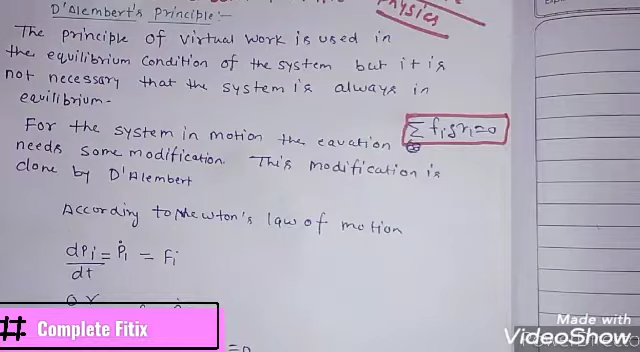 D'Alembert's Principle:-
Physics
The principle of virtual work is used in
the equilibrium condition of the system but it is
not necessary that the system is always in
equilibrium.
For the system in motion the eauation Σ fi δri=0
needs some modification. This modification is
done by D'Alembert
According to Newton's law of motion
dPi/dt = Ṗi = Fi
or
=0
# Complete Fitix
Made with
VideoShow